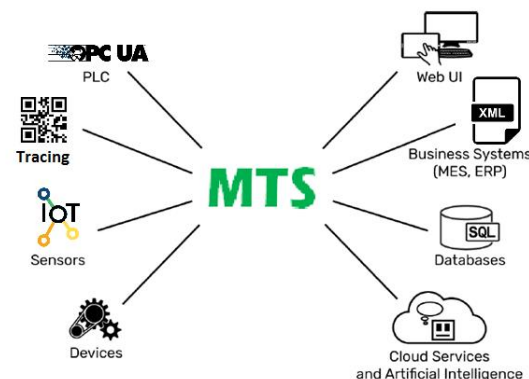 OPC UA
PLC
Tracing
IoT
Sensors
Devices
MTS
Web UI
XML
Business Systems
(MES, ERP)
SQL
Databases
Cloud Services
and Artificial Intelligence